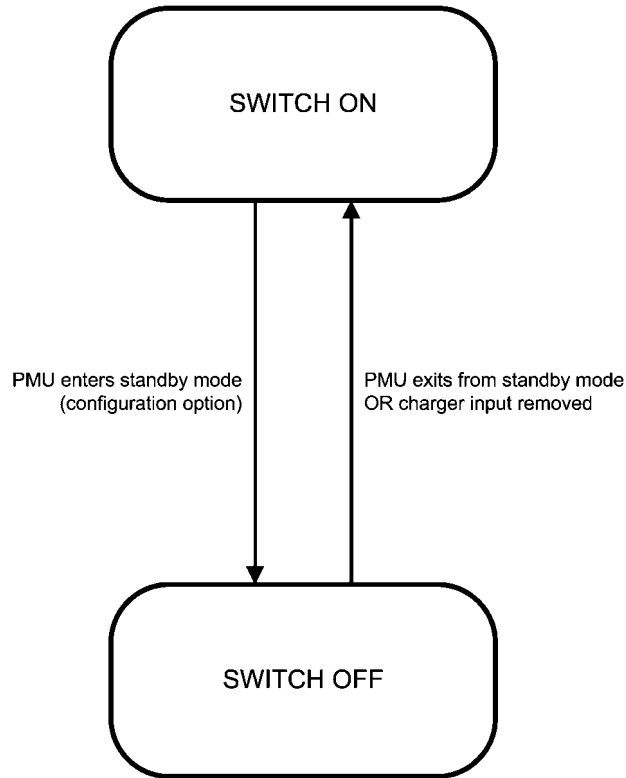 SWITCH ON
PMU enters standby mode
(configuration option)
PMU exits from standby mode
OR charger input removed
SWITCH OFF